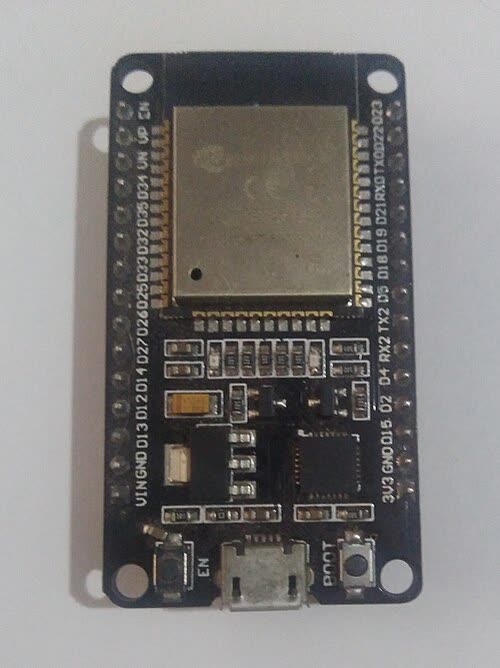 VIN GND D13 D12 D14 D27 D26 D25 D33 D32 D35 D34 VN VP EN
3V3 GND D15 D2 D4 RX2 TX2 D5 D18 D19 D21 RX0 TX0 D22 D23
CE
EN
BOOT